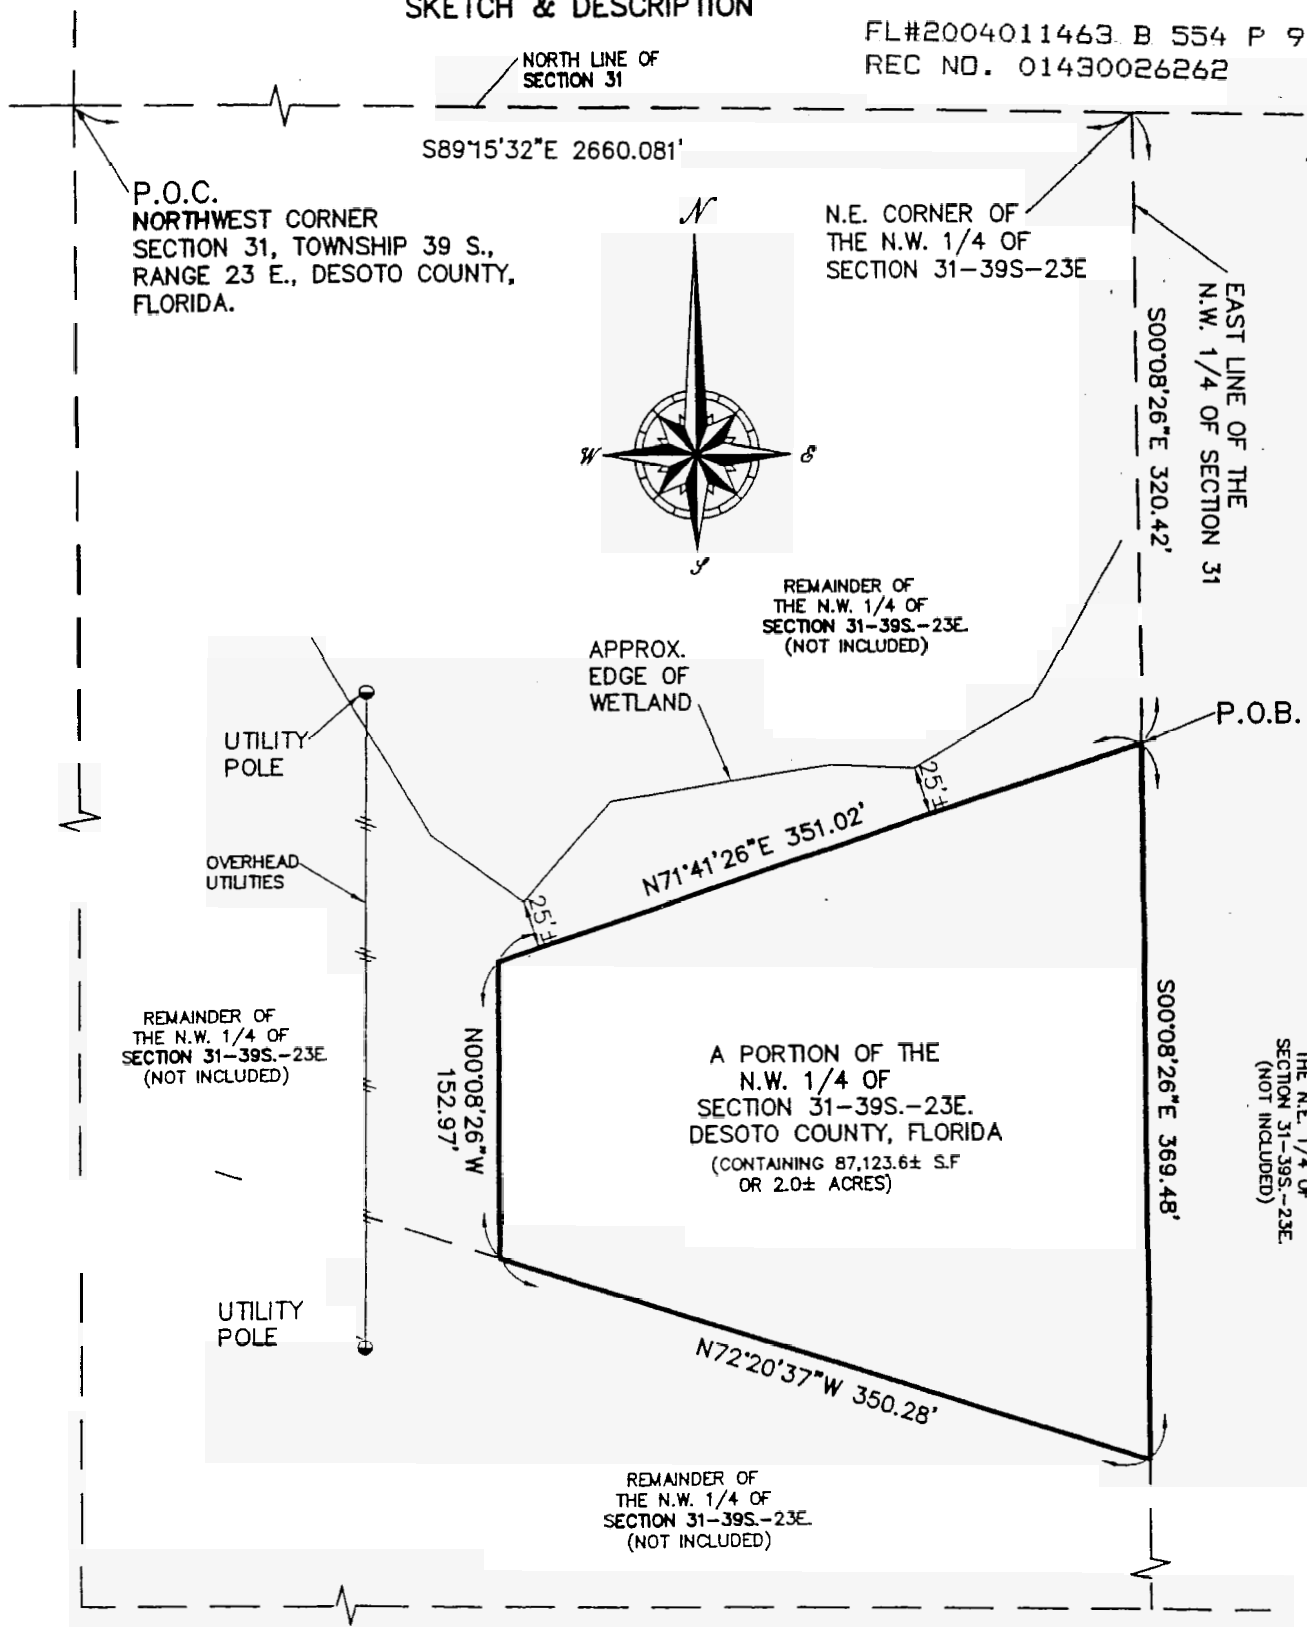 SKETCH & DESCRIPTION
FL#2004011463 B 554 P 9
REC NO. 01430026262
NORTH LINE OF
SECTION 31
S89°15'32"E 2660.081'
P.O.C.
NORTHWEST CORNER
SECTION 31, TOWNSHIP 39 S.,
RANGE 23 E., DESOTO COUNTY,
FLORIDA.
N
W
E
S
N.E. CORNER OF
THE N.W. 1/4 OF
SECTION 31-39S-23E
EAST LINE OF THE
N.W. 1/4 OF SECTION 31
S00°08'26"E 320.42'
REMAINDER OF
THE N.W. 1/4 OF
SECTION 31-39S.-23E.
(NOT INCLUDED)
APPROX.
EDGE OF
WETLAND
P.O.B.
UTILITY
POLE
25'±
N71°41'26"E 351.02'
OVERHEAD
UTILITIES
25'±
REMAINDER OF
THE N.W. 1/4 OF
SECTION 31-39S.-23E.
(NOT INCLUDED)
N00°08'26"W
152.97'
A PORTION OF THE
N.W. 1/4 OF
SECTION 31-39S.-23E.
DESOTO COUNTY, FLORIDA
(CONTAINING 87,123.6± S.F
OR 2.0± ACRES)
S00°08'26"E 369.48'
THE N.E. 1/4 OF
SECTION 31-39S.-23E.
(NOT INCLUDED)
UTILITY
POLE
N72°20'37"W 350.28'
REMAINDER OF
THE N.W. 1/4 OF
SECTION 31-39S.-23E.
(NOT INCLUDED)